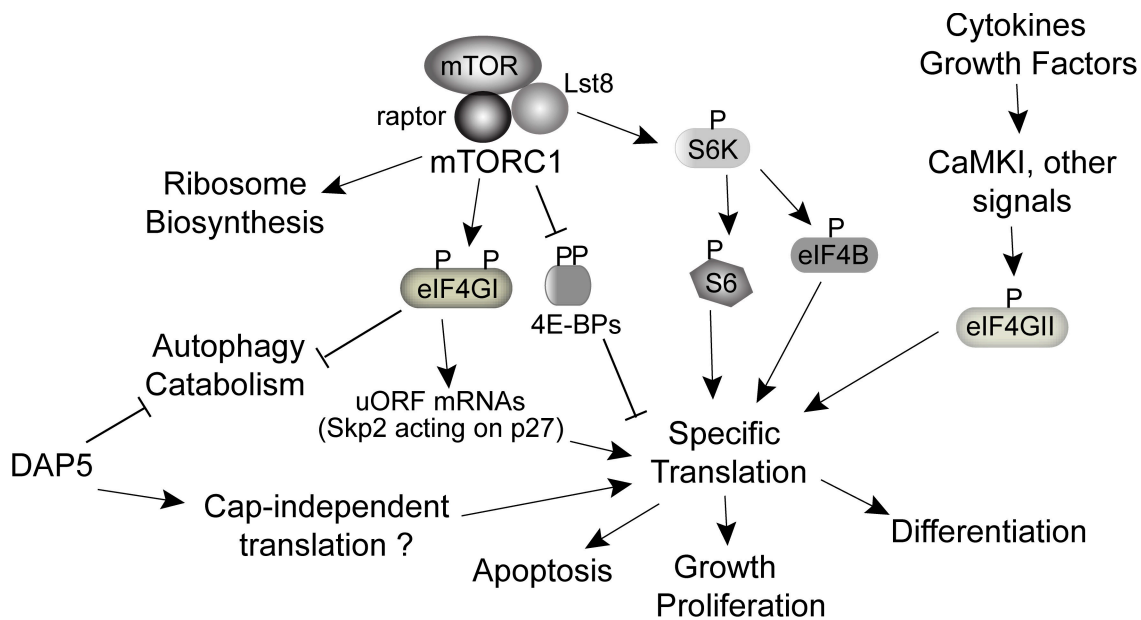 Cytokines
Growth Factors
mTOR
Lst8
raptor
mTORC1
P
S6K
CaMKI, other
signals
Ribosome
Biosynthesis
P P
eIF4GI
PP
4E-BPs
P
S6
P
eIF4B
P
eIF4GII
Autophagy
Catabolism
uORF mRNAs
(Skp2 acting on p27)
Specific
Translation
DAP5
Cap-independent
translation ?
Apoptosis
Growth
Proliferation
Differentiation